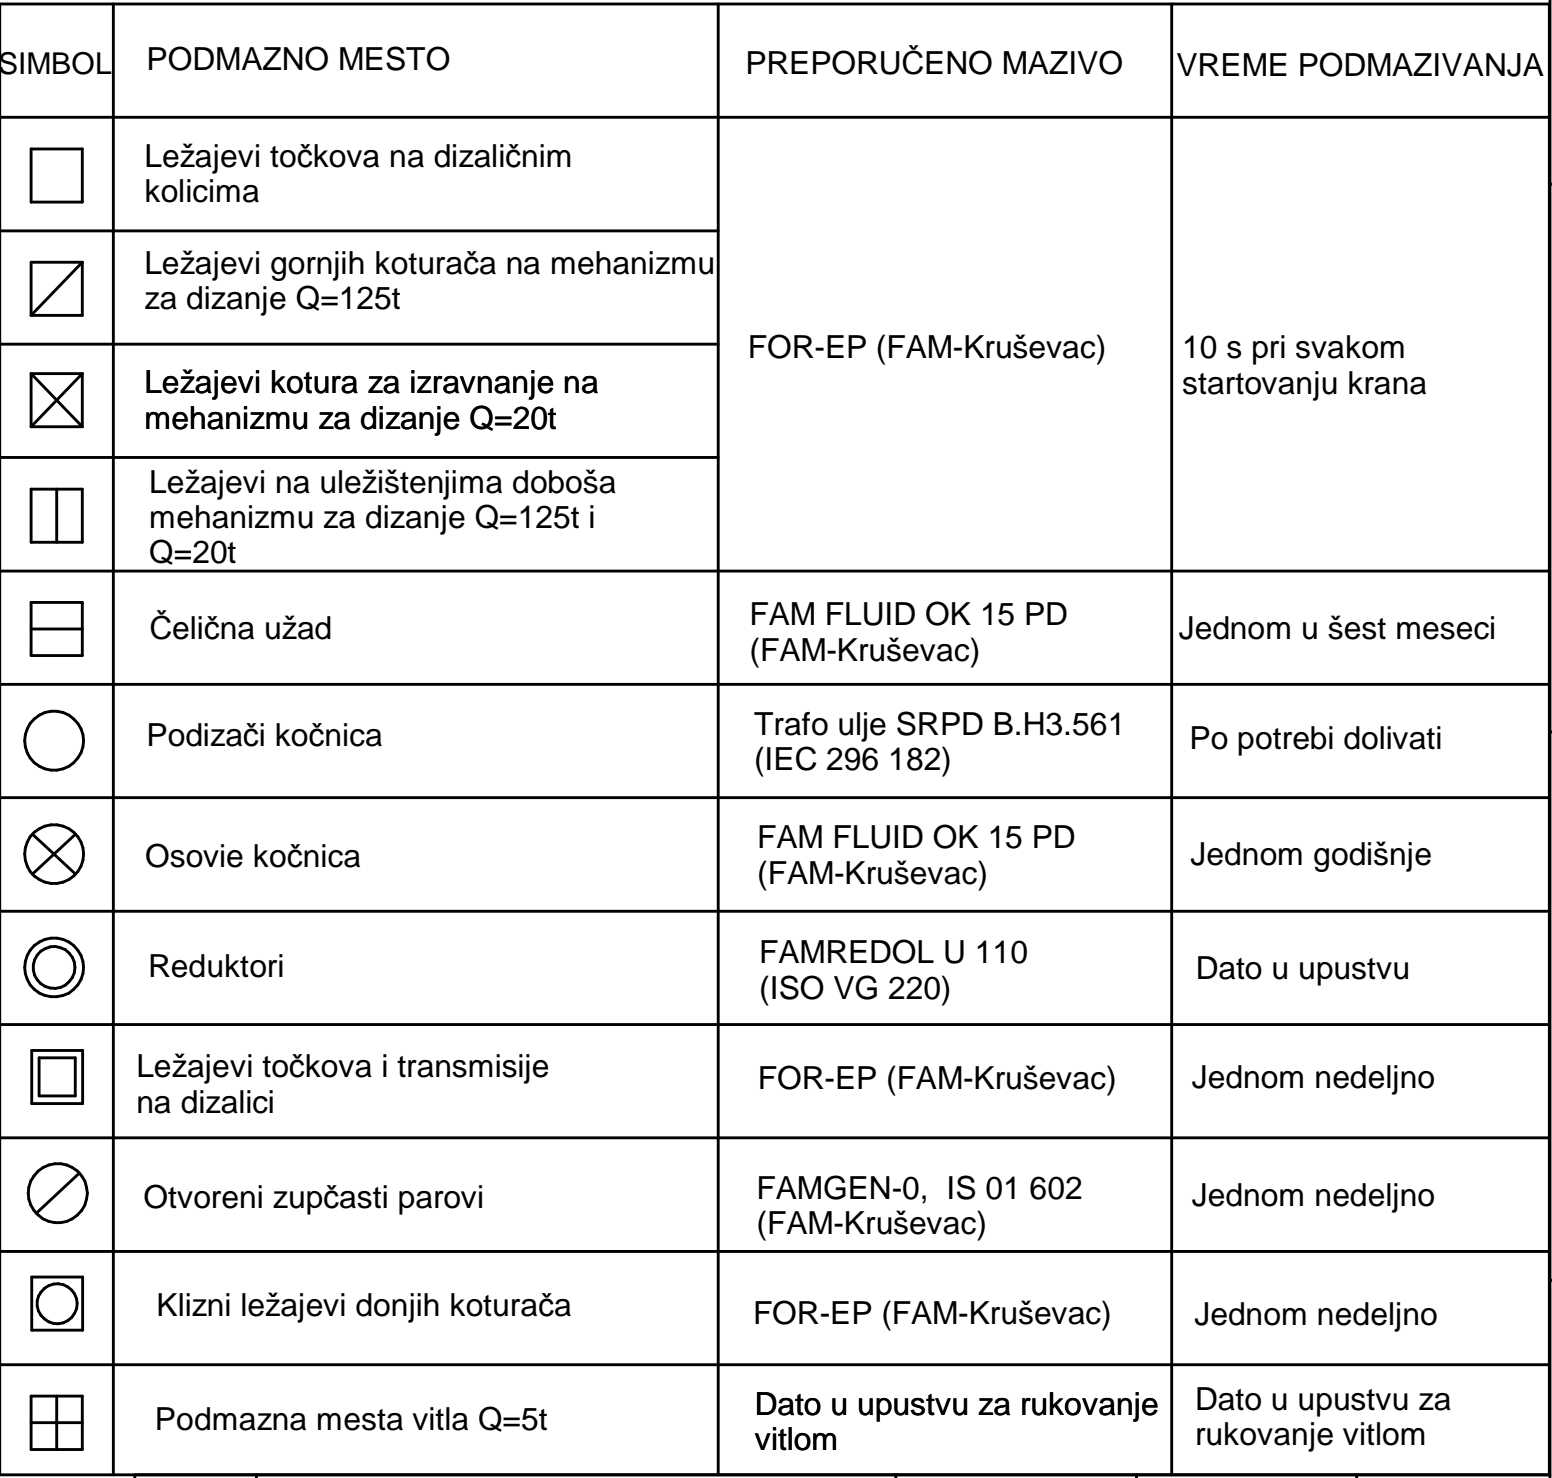 SIMBOL
PODMAZNO MESTO
PREPORUČENO MAZIVO
VREME PODMAZIVANJA
Ležajevi točkova na dizaličnim
kolicima
Ležajevi gornjih koturača na mehanizmu
za dizanje Q=125t
Ležajevi kotura za izravnanje na
mehanizmu za dizanje Q=20t
Ležajevi na uležištenjima doboša
mehanizmu za dizanje Q=125t i
Q=20t
FOR-EP (FAM-Kruševac)
10 s pri svakom
startovanju krana
Čelična užad
FAM FLUID OK 15 PD
(FAM-Kruševac)
Jednom u šest meseci
Podizači kočnica
Trafo ulje SRPD B.H3.561
(IEC 296 182)
Po potrebi dolivati
Osovie kočnica
FAM FLUID OK 15 PD
(FAM-Kruševac)
Jednom godišnje
Reduktori
FAMREDOL U 110
(ISO VG 220)
Dato u upustvu
Ležajevi točkova i transmisije
na dizalici
FOR-EP (FAM-Kruševac)
Jednom nedeljno
Otvoreni zupčasti parovi
FAMGEN-0,  IS 01 602
(FAM-Kruševac)
Jednom nedeljno
Klizni ležajevi donjih koturača
FOR-EP (FAM-Kruševac)
Jednom nedeljno
Podmazna mesta vitla Q=5t
Dato u upustvu za rukovanje
vitlom
Dato u upustvu za
rukovanje vitlom